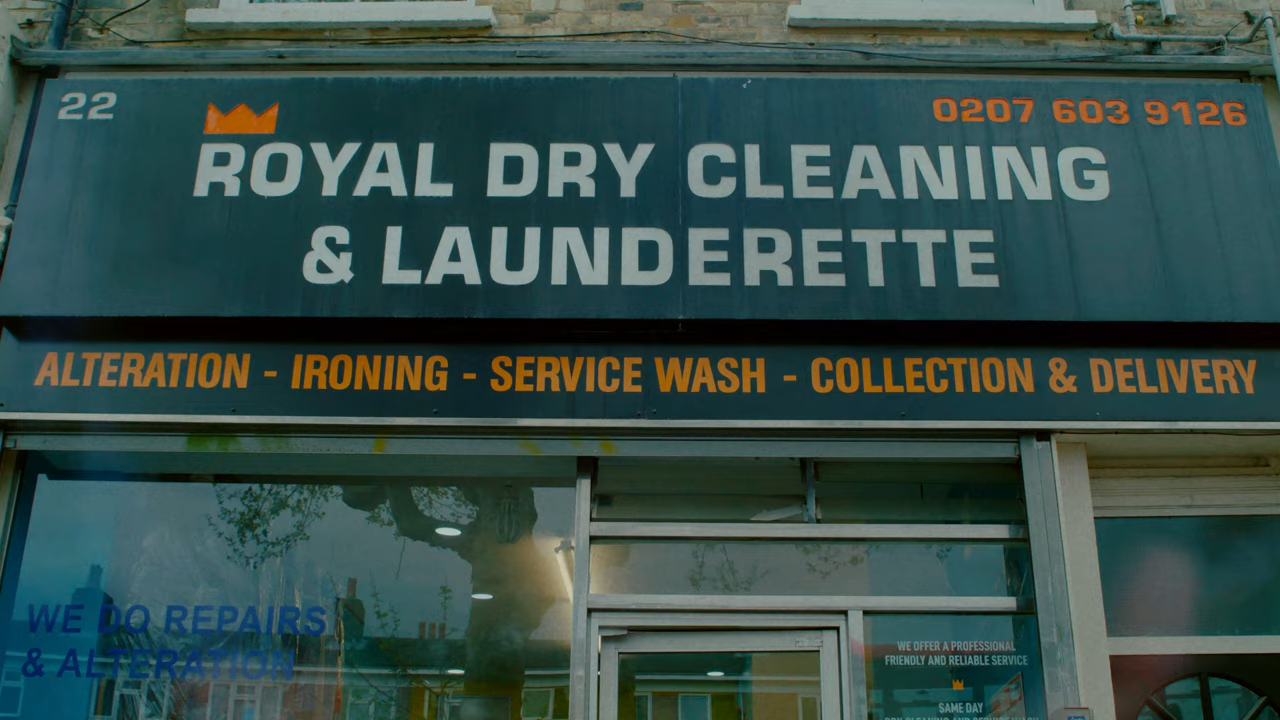 22
0207 603 9126
ROYAL DRY CLEANING
& LAUNDERETTE
ALTERATION - IRONING - SERVICE WASH - COLLECTION & DELIVERY
WE DO REPAIRS
& ALTERATION
WE OFFER A PROFESSIONAL
FRIENDLY AND RELIABLE SERVICE
SAME DAY